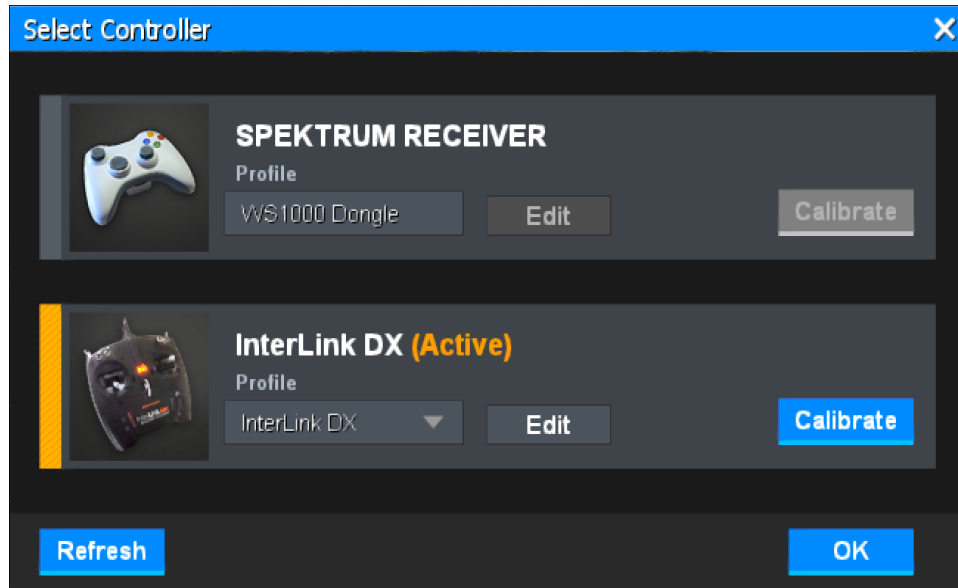 Select Controller
SPEKTRUM RECEIVER
Profile
WS1000 Dongle
Edit
Calibrate
InterLink DX (Active)
Profile
InterLink DX
Edit
Calibrate
Refresh
OK